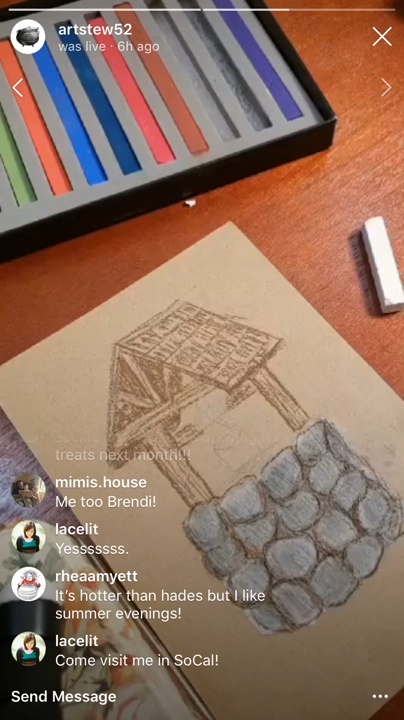 artstew52
was live · 6h ago
treats next month!!!
mimis.house
Me too Brendi!
lacelit
Yesssssss.
rheaamyett
It's hotter than hades but I like
summer evenings!
lacelit
Come visit me in SoCal!
Send Message